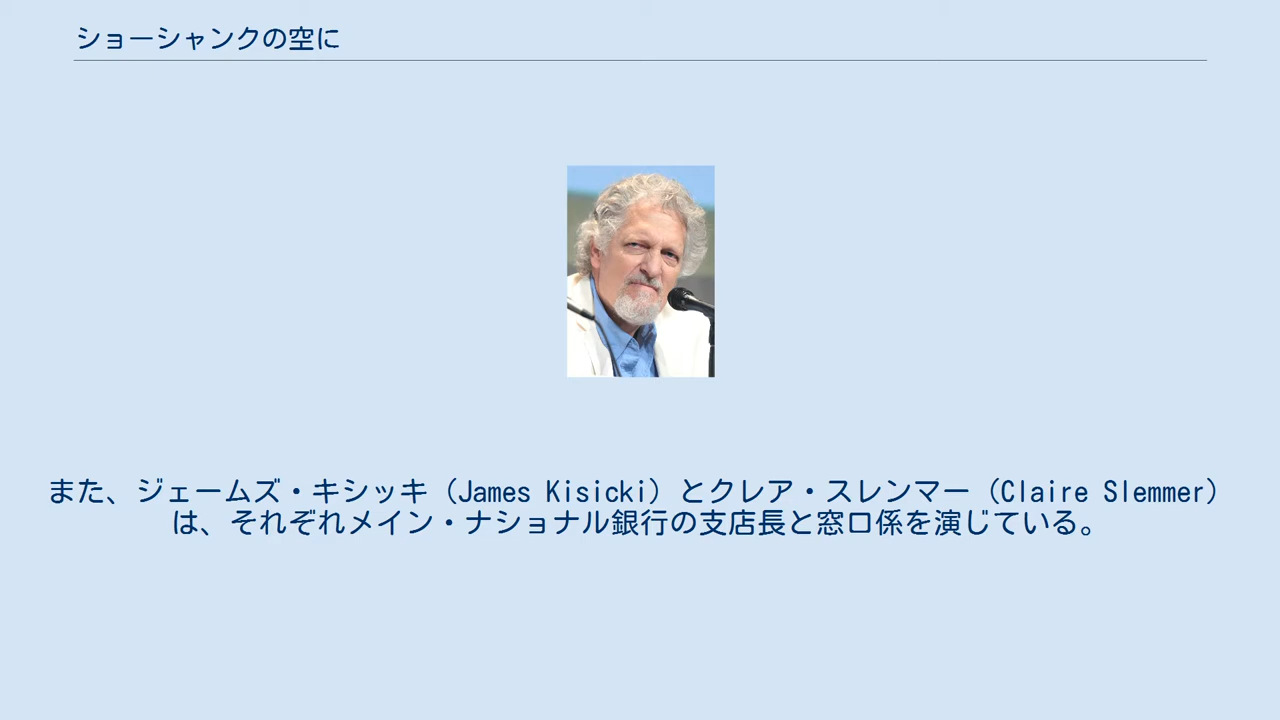 ショーシャンクの空に
また、ジェームズ・キシッキ（James Kisicki）とクレア・スレンマー（Claire Slemmer）
は、それぞれメイン・ナショナル銀行の支店長と窓口係を演じている。